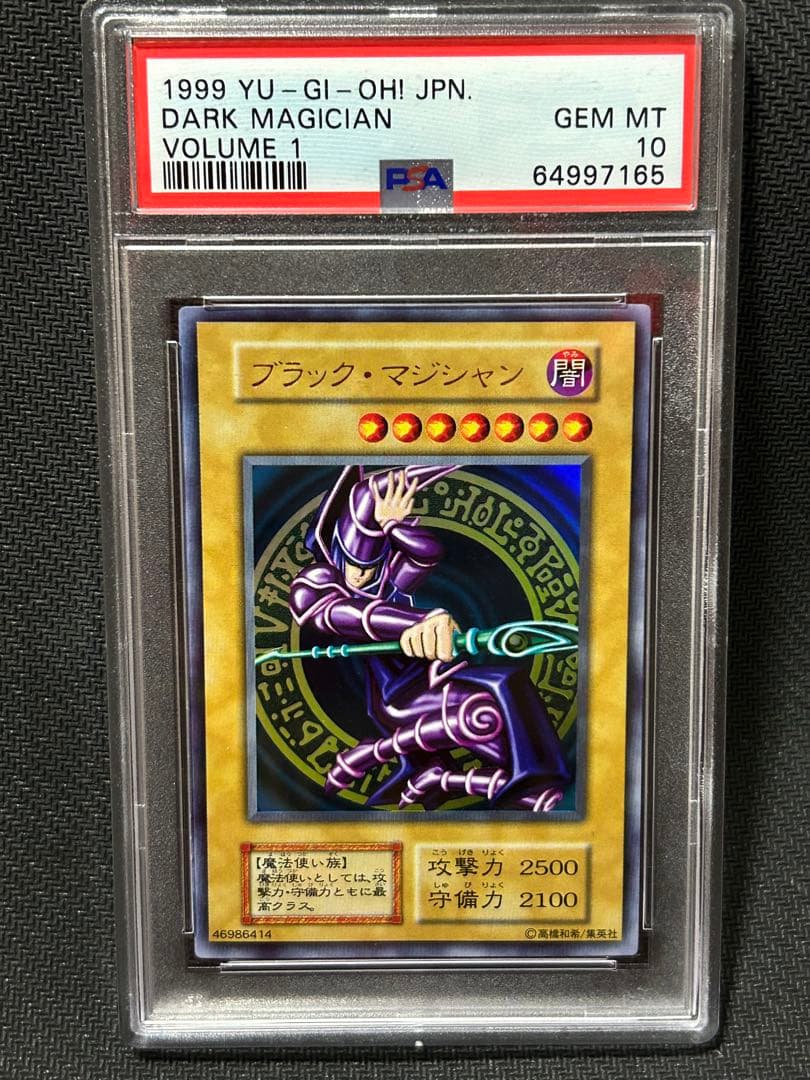 1999 YU-GI-OH! JPN.
DARK MAGICIAN GEM MT
VOLUME 1 10
PSA 64997165
ブラック・マジシャン 闇
やみ
【魔法使い族】
魔法使いとしては、攻
撃力・守備力ともに最
高クラス。
こう げき りょく
攻撃力 2500
しゅ び りょく
守備力 2100
46986414
©高橋和希/集英社